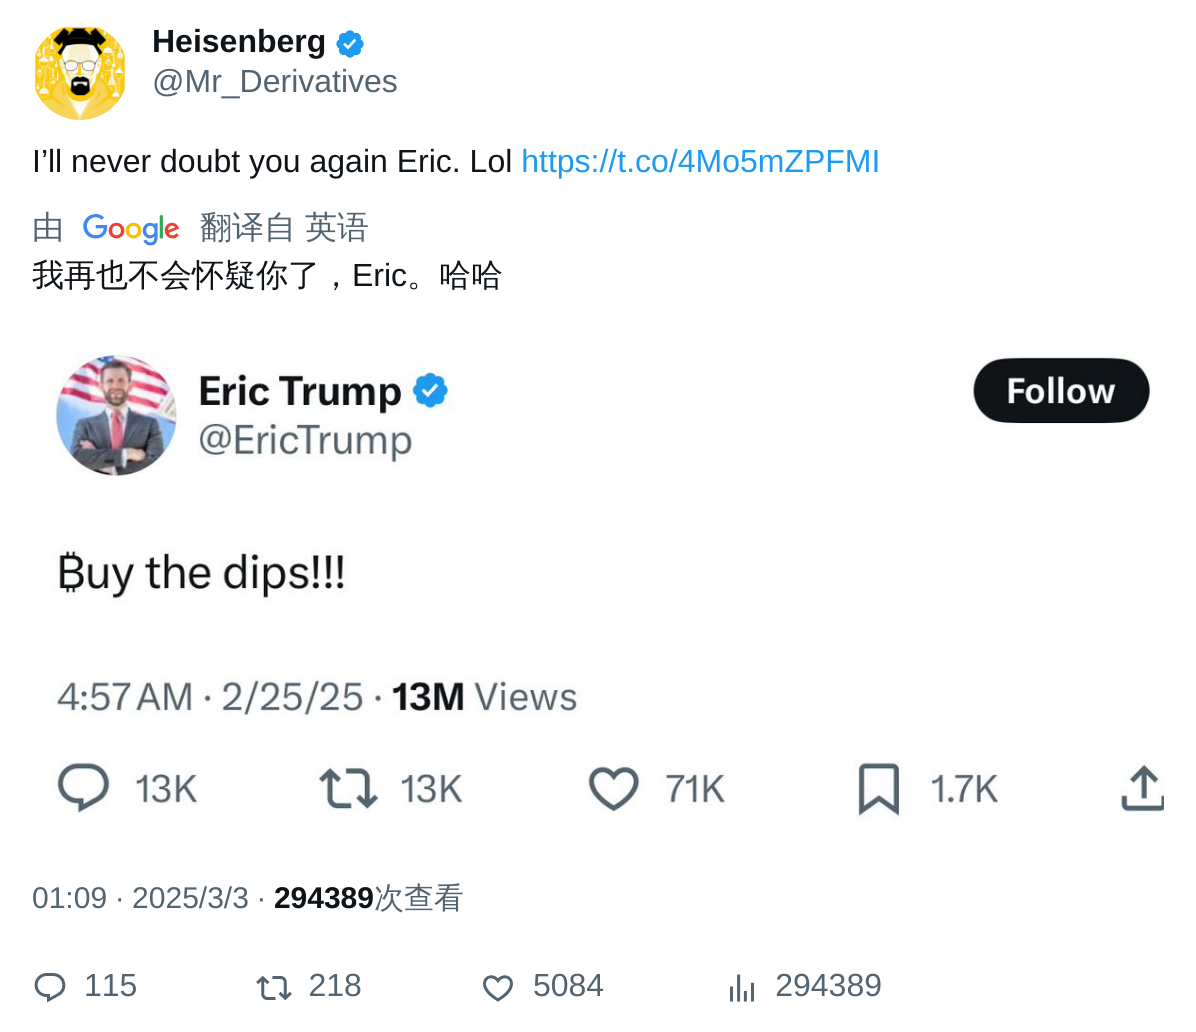 Heisenberg
@Mr_Derivatives
I’ll never doubt you again Eric. Lol https://t.co/4Mo5mZPFMI
由 Google 翻译自 英语
我再也不会怀疑你了，Eric。哈哈
Eric Trump
@EricTrump
Follow
₿uy the dips!!!
4:57 AM · 2/25/25 · 13M Views
13K 13K 71K 1.7K
01:09 · 2025/3/3 · 294389次查看
115 218 5084 294389